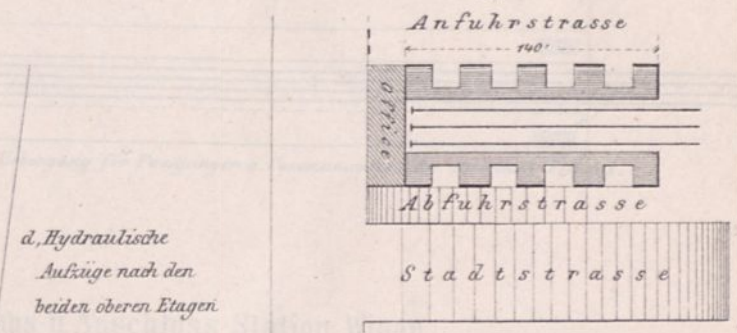 Anfuhrstrasse
140'
Office
Abfuhrstrasse
Stadtstrasse
d, Hydraulische
Aufzüge nach den
beiden oberen Etagen